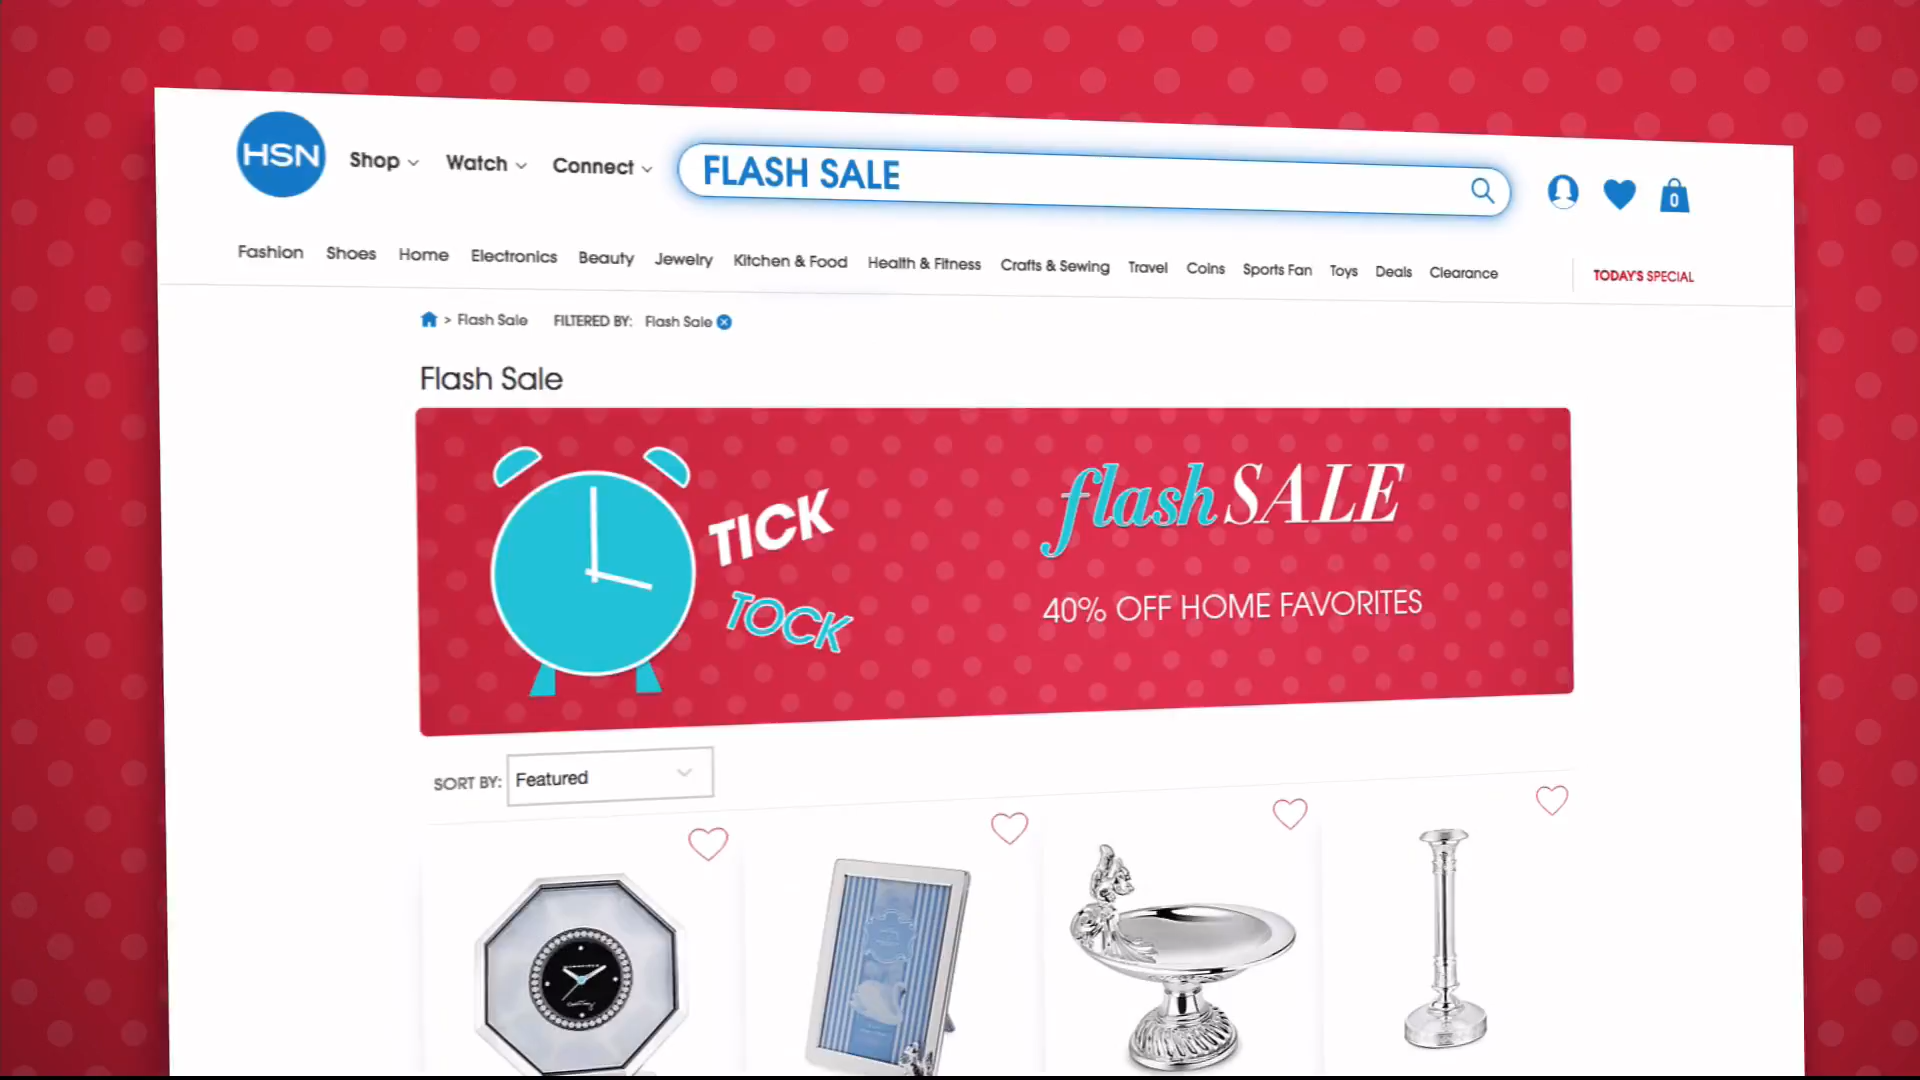 HSN
Shop
Watch
Connect
FLASH SALE
0
Fashion
Shoes
Home
Electronics
Beauty
Jewelry
Kitchen & Food
Health & Fitness
Crafts & Sewing
Travel
Coins
Sports Fan
Toys
Deals
Clearance
TODAY'S SPECIAL
> Flash Sale
FILTERED BY: Flash Sale
Flash Sale
TICK
TOCK
flash SALE
40% OFF HOME FAVORITES
SORT BY: Featured